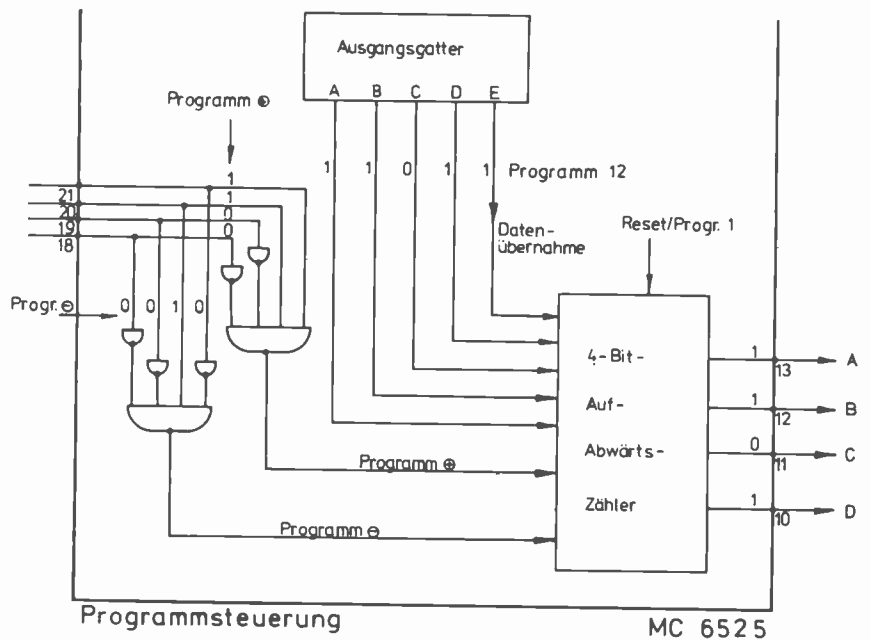 Ausgangsgatter
A B C D E
Programm ⊕
1 1 0 1 1 Programm 12
1
21
1
20
0
19
0
18
Daten-
übernahme
Reset/Progr. 1
Progr.⊖
0 0 1 0
4-Bit-
Auf-
Abwärts-
Zähler
1
13
A
1
12
B
0
11
C
1
10
D
Programm ⊕
Programm ⊖
Programmsteuerung
MC 6525